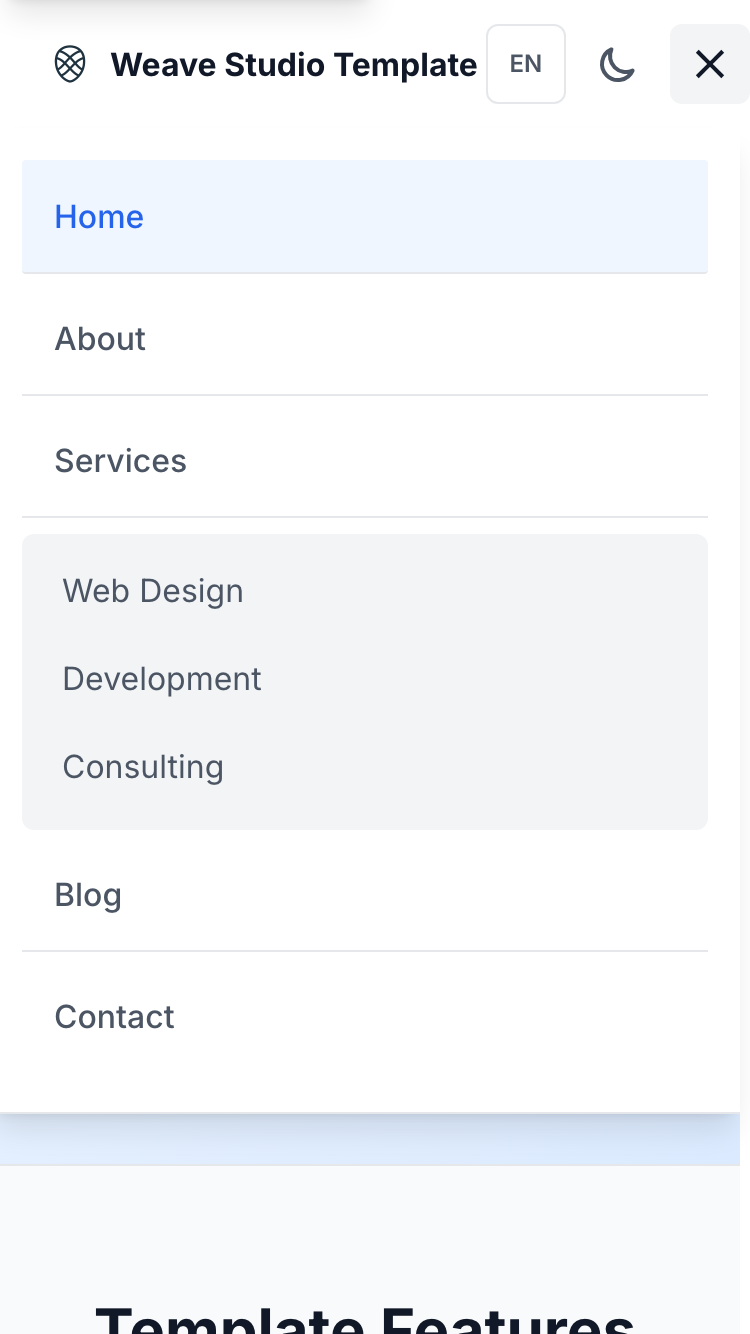 Weave Studio Template EN
Home
About
Services
Web Design
Development
Consulting
Blog
Contact
Template Features